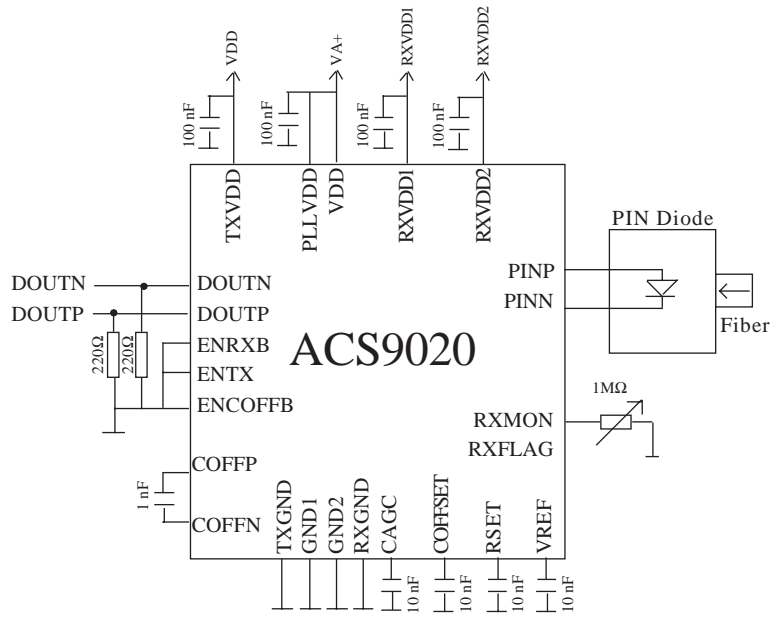 VDD
VA+
RXVDD1
RXVDD2
100 nF
100 nF
100 nF
100 nF
TXVDD
PLLVDD
VDD
RXVDD1
RXVDD2
PIN Diode
DOUTN
DOUTN
PINP
DOUTP
DOUTP
PINN
Fiber
220Ω
220Ω
ENRXB
ACS9020
ENTX
ENCOFFB
1MΩ
RXMON
RXFLAG
COFFP
1 nF
COFFN
TXGND
GND1
GND2
RXGND
CAGC
COFFSET
RSET
VREF
10 nF
10 nF
10 nF
10 nF